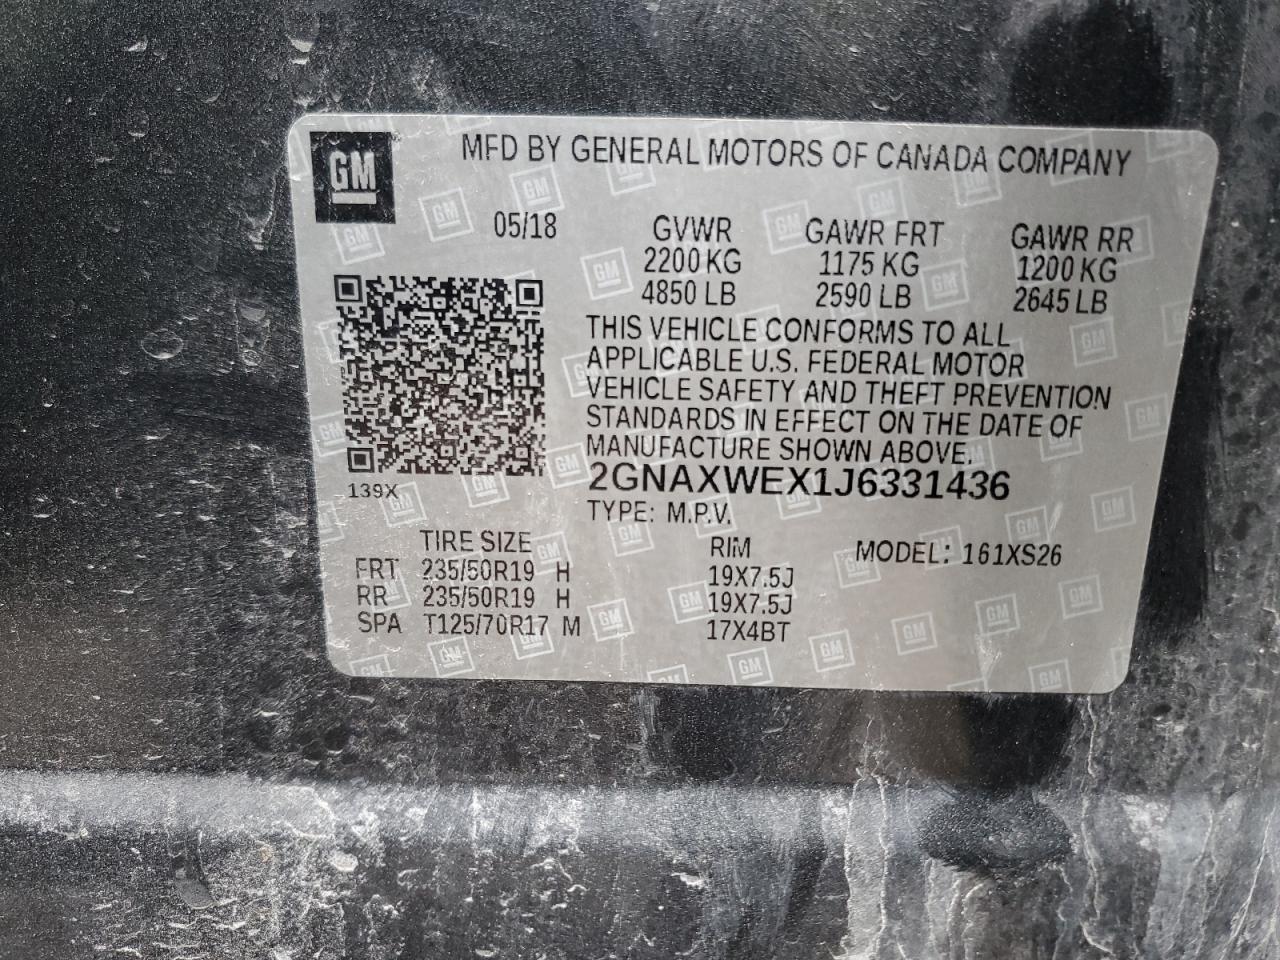 GM
MFD BY GENERAL MOTORS OF CANADA COMPANY
05/18
GVWR
2200 KG
4850 LB
GAWR FRT
1175 KG
2590 LB
GAWR RR
1200 KG
2645 LB
THIS VEHICLE CONFORMS TO ALL
APPLICABLE U.S. FEDERAL MOTOR
VEHICLE SAFETY AND THEFT PREVENTION
STANDARDS IN EFFECT ON THE DATE OF
MANUFACTURE SHOWN ABOVE.
139X
2GNAXWEX1J6331436
TYPE: M.P.V.
MODEL: 161XS26
TIRE SIZE RIM
FRT 235/50R19 H 19X7.5J
RR 235/50R19 H 19X7.5J
SPA T125/70R17 M 17X4BT